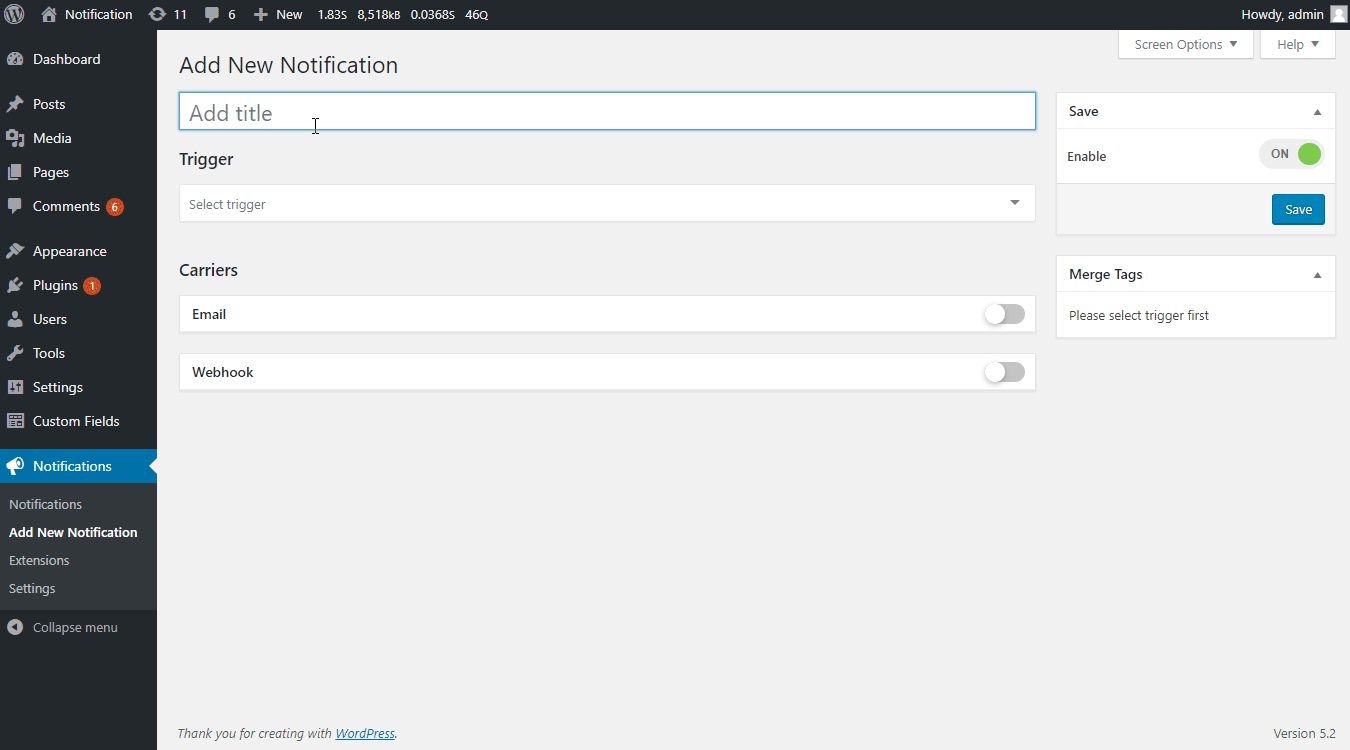 Notification 11 6 New 1.83S 8,518KB 0.0368S 46Q Howdy, admin
Screen Options Help
Dashboard
Posts
Media
Pages
Comments 6
Appearance
Plugins 1
Users
Tools
Settings
Custom Fields
Notifications
Notifications
Add New Notification
Extensions
Settings
Collapse menu
Add New Notification
Add title
Trigger
Select trigger
Carriers
Email
Webhook
Save
Enable ON
Save
Merge Tags
Please select trigger first
Thank you for creating with WordPress. Version 5.2